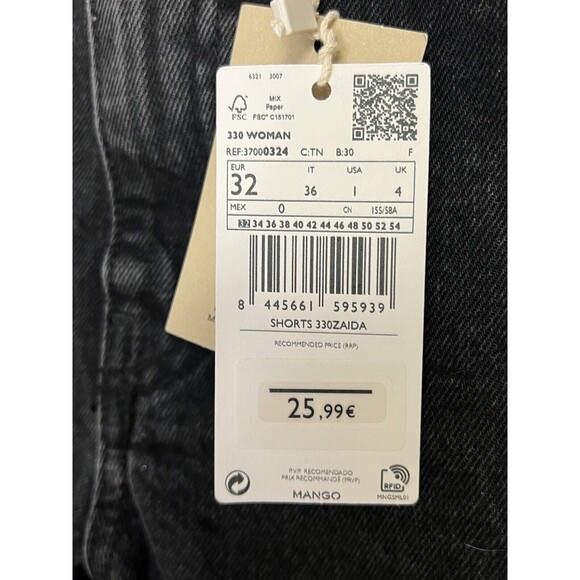 6321 3007
FSC
MIX
Paper
FSC® C151701
330 WOMAN
REF:37000324 C:TN B:30 F
EUR IT USA UK
32 36 1 4
MEX 0 CN 155/58A
32 34 36 38 40 42 44 46 48 50 52 54
8 445661 595939
SHORTS 330ZAIDA
RECOMMENDED PRICE (RRP)
25,99€
P.V.P. RECOMENDADO
PRIX RECOMMANDÉ (PRVP)
MANGO
RFID